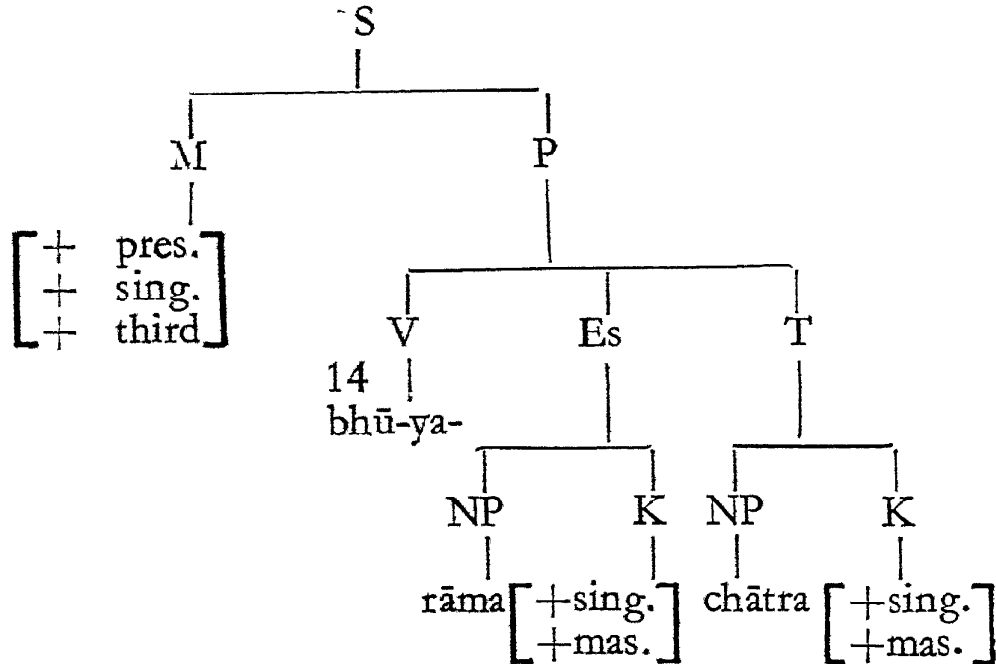 S
M P
[+ pres.]
[+ sing.]
[+ third]
V Es T
14
bhū-ya-
NP K NP K
rāma [+sing.] chātra [+sing.]
[+mas.] [+mas.]